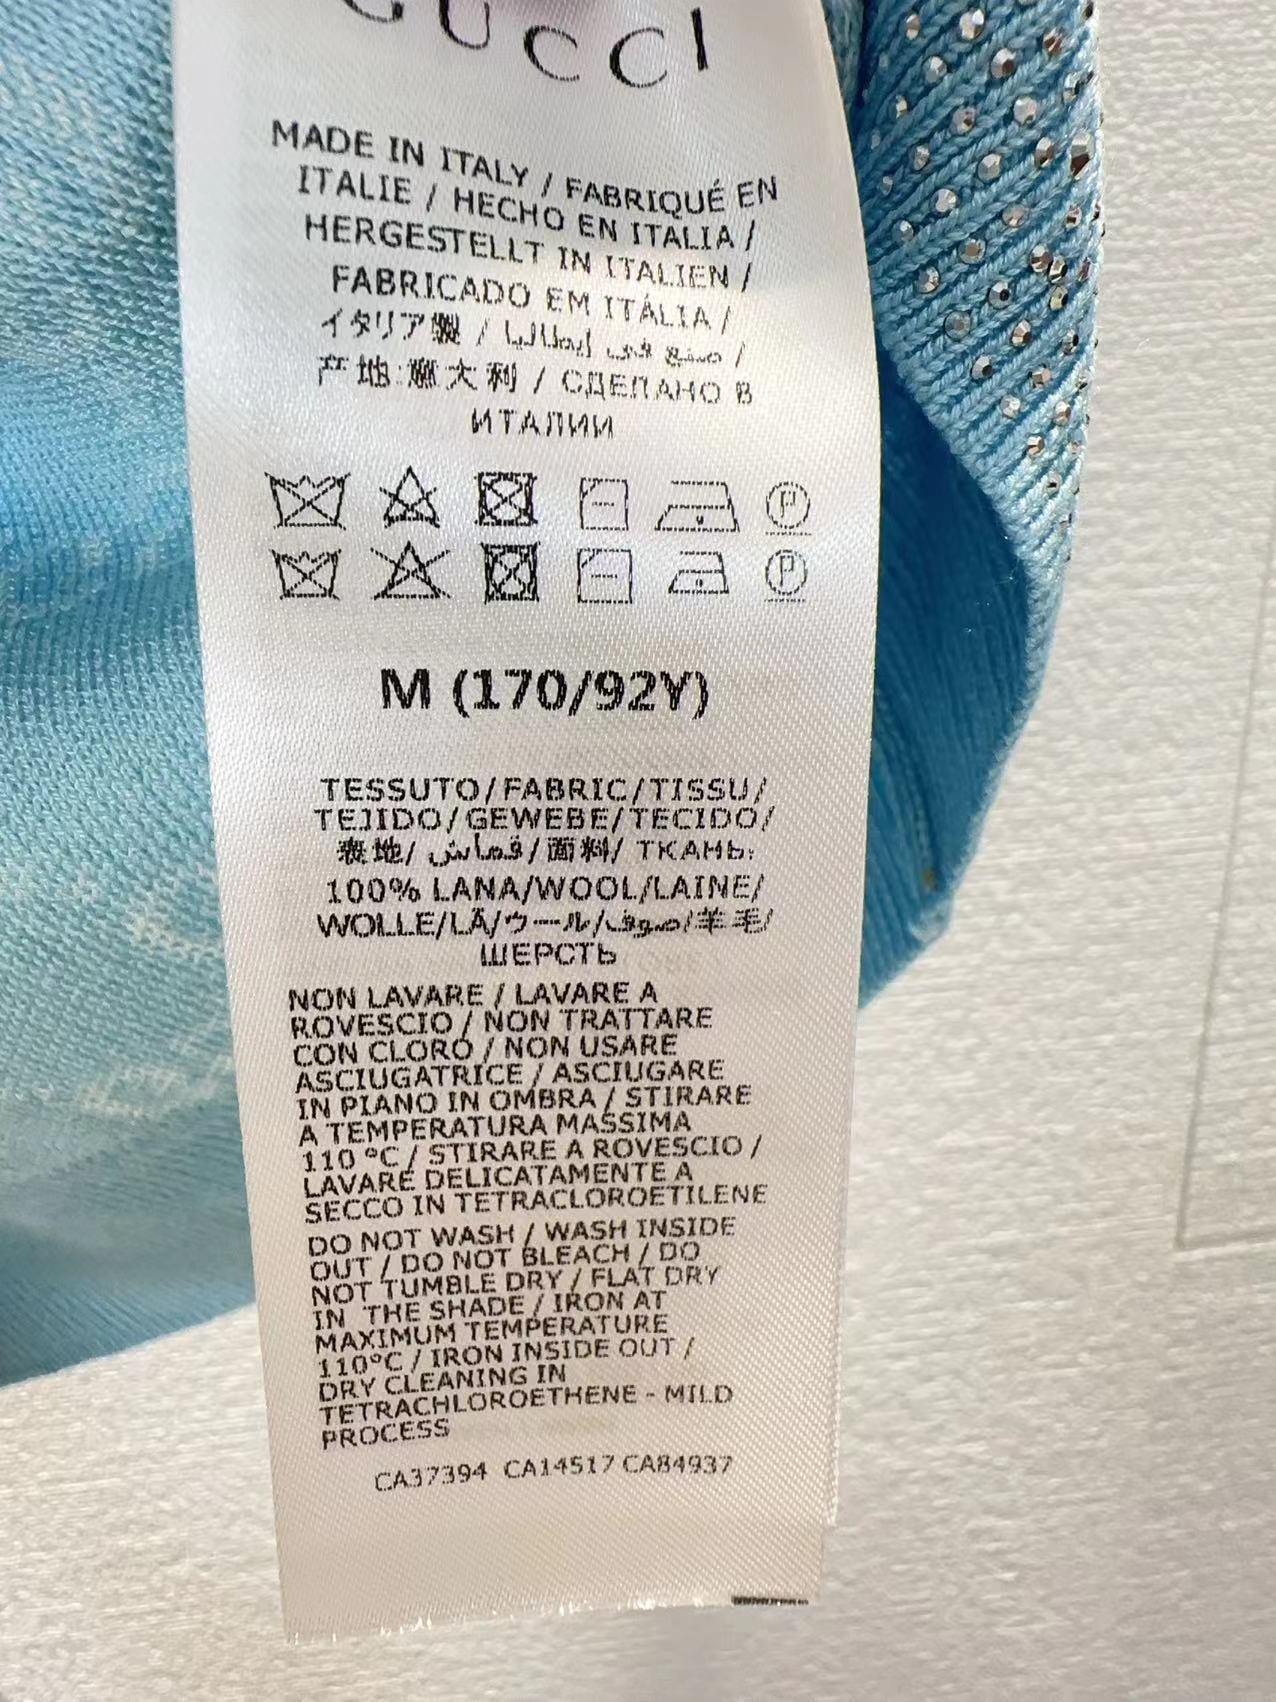 GUCCI
MADE IN ITALY / FABRIQUÉ EN
ITALIE / HECHO EN ITALIA /
HERGESTELLT IN ITALIEN /
FABRICADO EM ITÁLIA /
イタリア製 / صنع في إيطاليا /
产地:意大利 / СДЕЛАНО В
ИТАЛИИ
P
P
M (170/92Y)
TESSUTO/FABRIC/TISSU/
TEJIDO/GEWEBE/TECIDO/
表地/ قماش/面料/ ТКАНЬ:
100% LANA/WOOL/LAINE/
WOLLE/LÃ/ウール/صوف/羊毛/
ШЕРСТЬ
NON LAVARE / LAVARE A
ROVESCIO / NON TRATTARE
CON CLORO / NON USARE
ASCIUGATRICE / ASCIUGARE
IN PIANO IN OMBRA / STIRARE
A TEMPERATURA MASSIMA
110 °C / STIRARE A ROVESCIO /
LAVARE DELICATAMENTE A
SECCO IN TETRACLOROETILENE
DO NOT WASH / WASH INSIDE
OUT / DO NOT BLEACH / DO
NOT TUMBLE DRY / FLAT DRY
IN THE SHADE / IRON AT
MAXIMUM TEMPERATURE
110°C / IRON INSIDE OUT /
DRY CLEANING IN
TETRACHLOROETHENE - MILD
PROCESS
CA37394 CA14517 CA84937